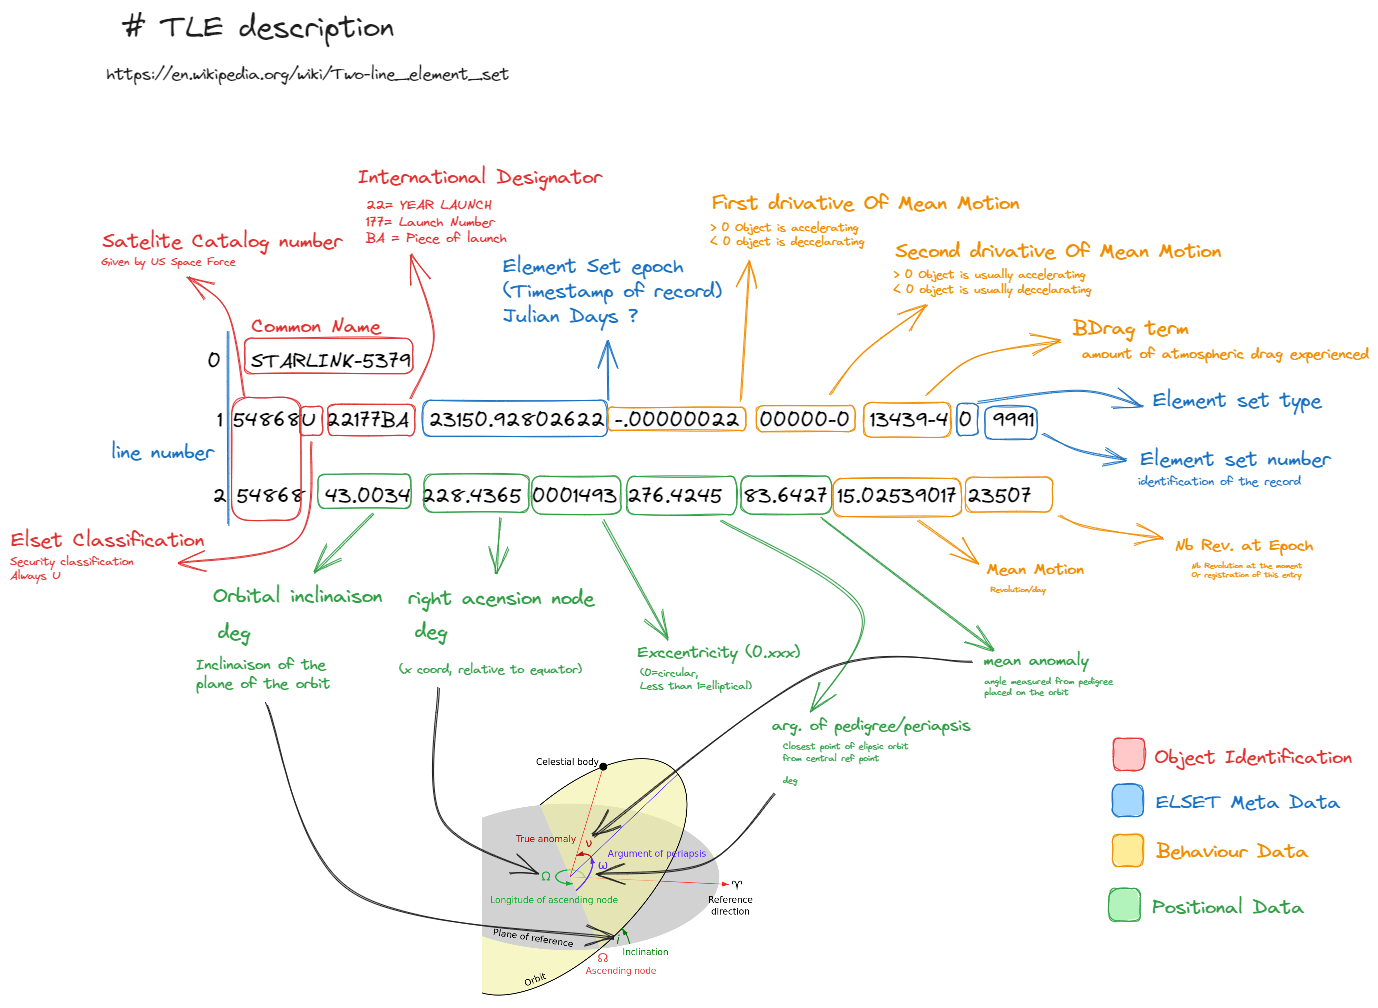 # TLE description
https://en.wikipedia.org/wiki/Two-line_element_set
International Designator
22= YEAR LAUNCH
177= Launch Number
BA = Piece of launch
Satelite Catalog number
Given by US Space Force
First drivative Of Mean Motion
> 0 Object is accelerating
< 0 object is deccelarating
Second drivative Of Mean Motion
> 0 Object is usually accelerating
< 0 object is usually deccelarating
Element Set epoch
(Timestamp of record)
Julian Days ?
Common Name
BDrag term
amount of atmospheric drag experienced
0 STARLINK-5379
1 54868U 22177BA 23150.92802622 -.00000022 00000-0 13439-4 0 9991
Element set type
line number
Element set number
identification of the record
2 54868 43.0034 228.4365 0001493 276.4245 83.6427 15.02539017 23507
Elset Classification
Security classification
Always U
Nb Rev. at Epoch
Nb Revolution at the moment
Or registration of this entry
Mean Motion
Revolution/day
Orbital inclinaison
deg
Inclinaison of the
plane of the orbit
right acension node
deg
(x coord, relative to equator)
Exccentricity (0.xxx)
(0=circular,
Less than 1=elliptical)
mean anomaly
angle measured from pedigree
placed on the orbit
arg. of pedigree/periapsis
Closest point of elipsic orbit
from central ref point
deg
Celestial body
True anomaly
ν
Argument of periapsis
ω
Ω
♈
Longitude of ascending node
Reference
direction
Plane of reference
i
Inclination
☊
Ascending node
Orbit
Object Identification
ELSET Meta Data
Behaviour Data
Positional Data